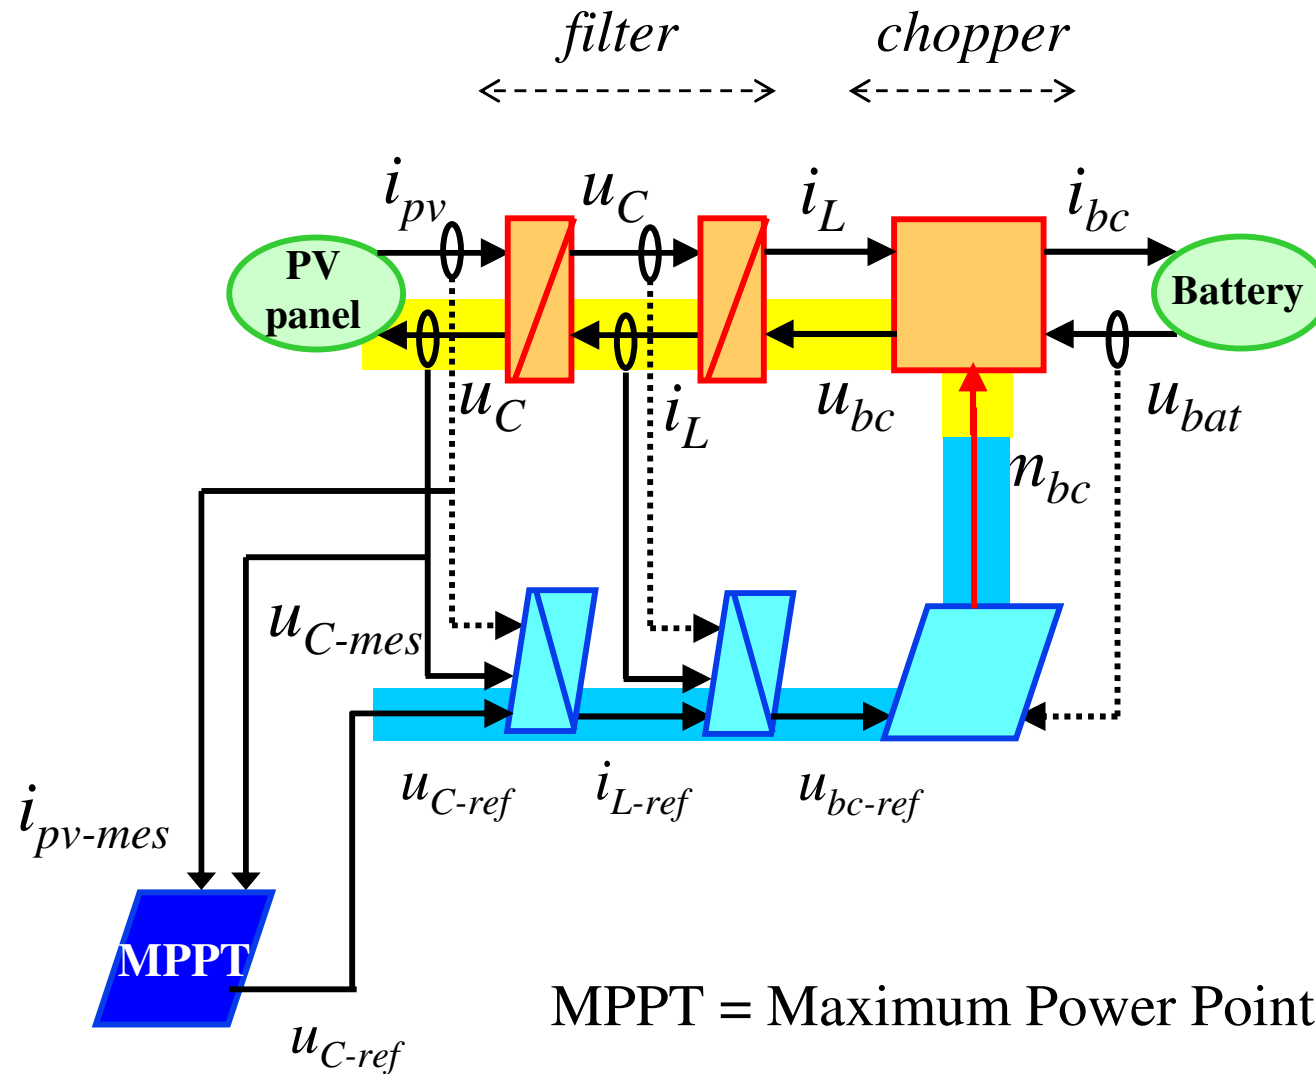 filter
chopper
i_pv
u_C
i_L
i_bc
PV
panel
Battery
u_C
i_L
u_bc
u_bat
m_bc
u_C-mes
u_C-ref
i_L-ref
u_bc-ref
i_pv-mes
MPPT
u_C-ref
MPPT = Maximum Power Point